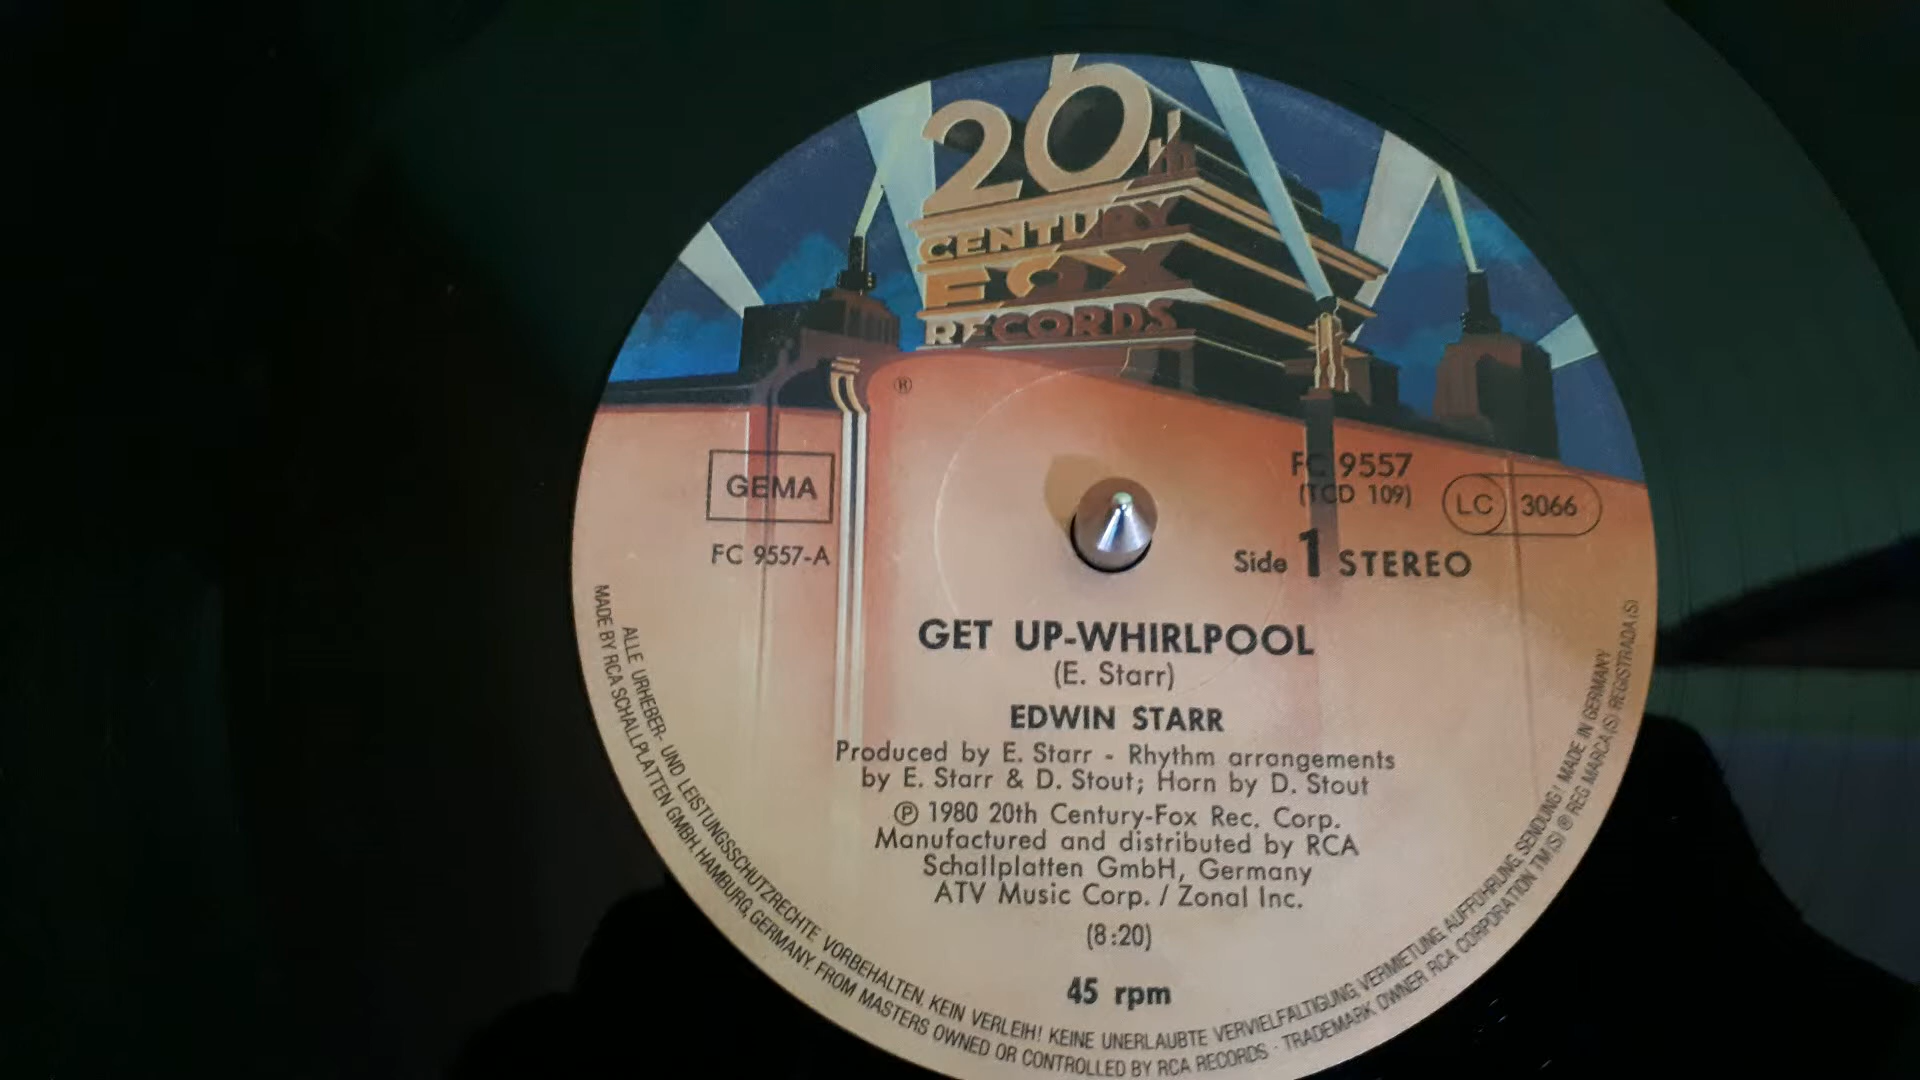 20th
CENTURY
FOX
RECORDS
®
GEMA
FC 9557-A
FC 9557
(TCD 109)
LC 3066
Side 1 STEREO
GET UP-WHIRLPOOL
(E. Starr)
EDWIN STARR
Produced by E. Starr - Rhythm arrangements
by E. Starr & D. Stout; Horn by D. Stout
℗ 1980 20th Century-Fox Rec. Corp.
Manufactured and distributed by RCA
Schallplatten GmbH, Germany
ATV Music Corp. / Zonal Inc.
(8:20)
45 rpm
ALLE URHEBER- UND LEISTUNGSSCHUTZRECHTE VORBEHALTEN. KEIN VERLEIH! KEINE UNERLAUBTE VERVIELFÄLTIGUNG, VERMIETUNG, AUFFÜHRUNG, SENDUNG! MADE IN GERMANY
MADE BY RCA SCHALLPLATTEN GMBH, HAMBURG, GERMANY. FROM MASTERS OWNED OR CONTROLLED BY RCA RECORDS · TRADEMARK OWNER RCA CORPORATION TM(S) ® REG MARCA(S) REGISTRADA(S)